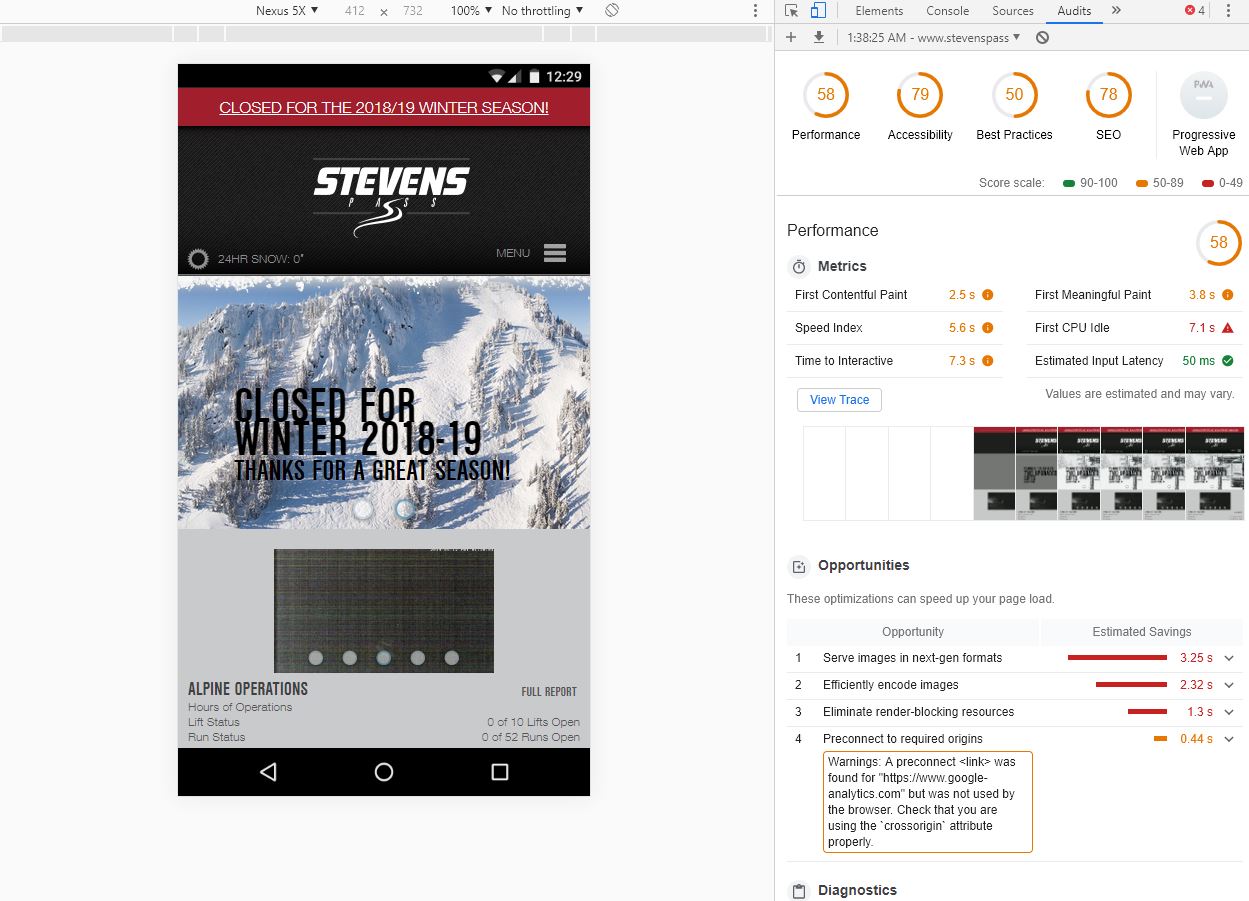 Nexus 5X ▼ 412 × 732 100% ▼ No throttling ▼
Elements Console Sources Audits » 4
1:38:25 AM - www.stevenspass ▼
12:29
CLOSED FOR THE 2018/19 WINTER SEASON!
STEVENS
PASS
24HR SNOW: 0"
MENU
CLOSED FOR
WINTER 2018-19
THANKS FOR A GREAT SEASON!
ALPINE OPERATIONS FULL REPORT
Hours of Operations
Lift Status 0 of 10 Lifts Open
Run Status 0 of 52 Runs Open
58 79 50 78 PWA
Performance Accessibility Best Practices SEO Progressive
Web App
Score scale: 90-100 50-89 0-49
Performance 58
Metrics
First Contentful Paint 2.5 s First Meaningful Paint 3.8 s
Speed Index 5.6 s First CPU Idle 7.1 s
Time to Interactive 7.3 s Estimated Input Latency 50 ms
View Trace Values are estimated and may vary.
STEVENS STEVENS STEVENS STEVENS STEVENS
Opportunities
These optimizations can speed up your page load.
Opportunity Estimated Savings
1 Serve images in next-gen formats 3.25 s
2 Efficiently encode images 2.32 s
3 Eliminate render-blocking resources 1.3 s
4 Preconnect to required origins 0.44 s
Warnings: A preconnect <link> was
found for "https://www.google-
analytics.com" but was not used by
the browser. Check that you are
using the `crossorigin` attribute
properly.
Diagnostics